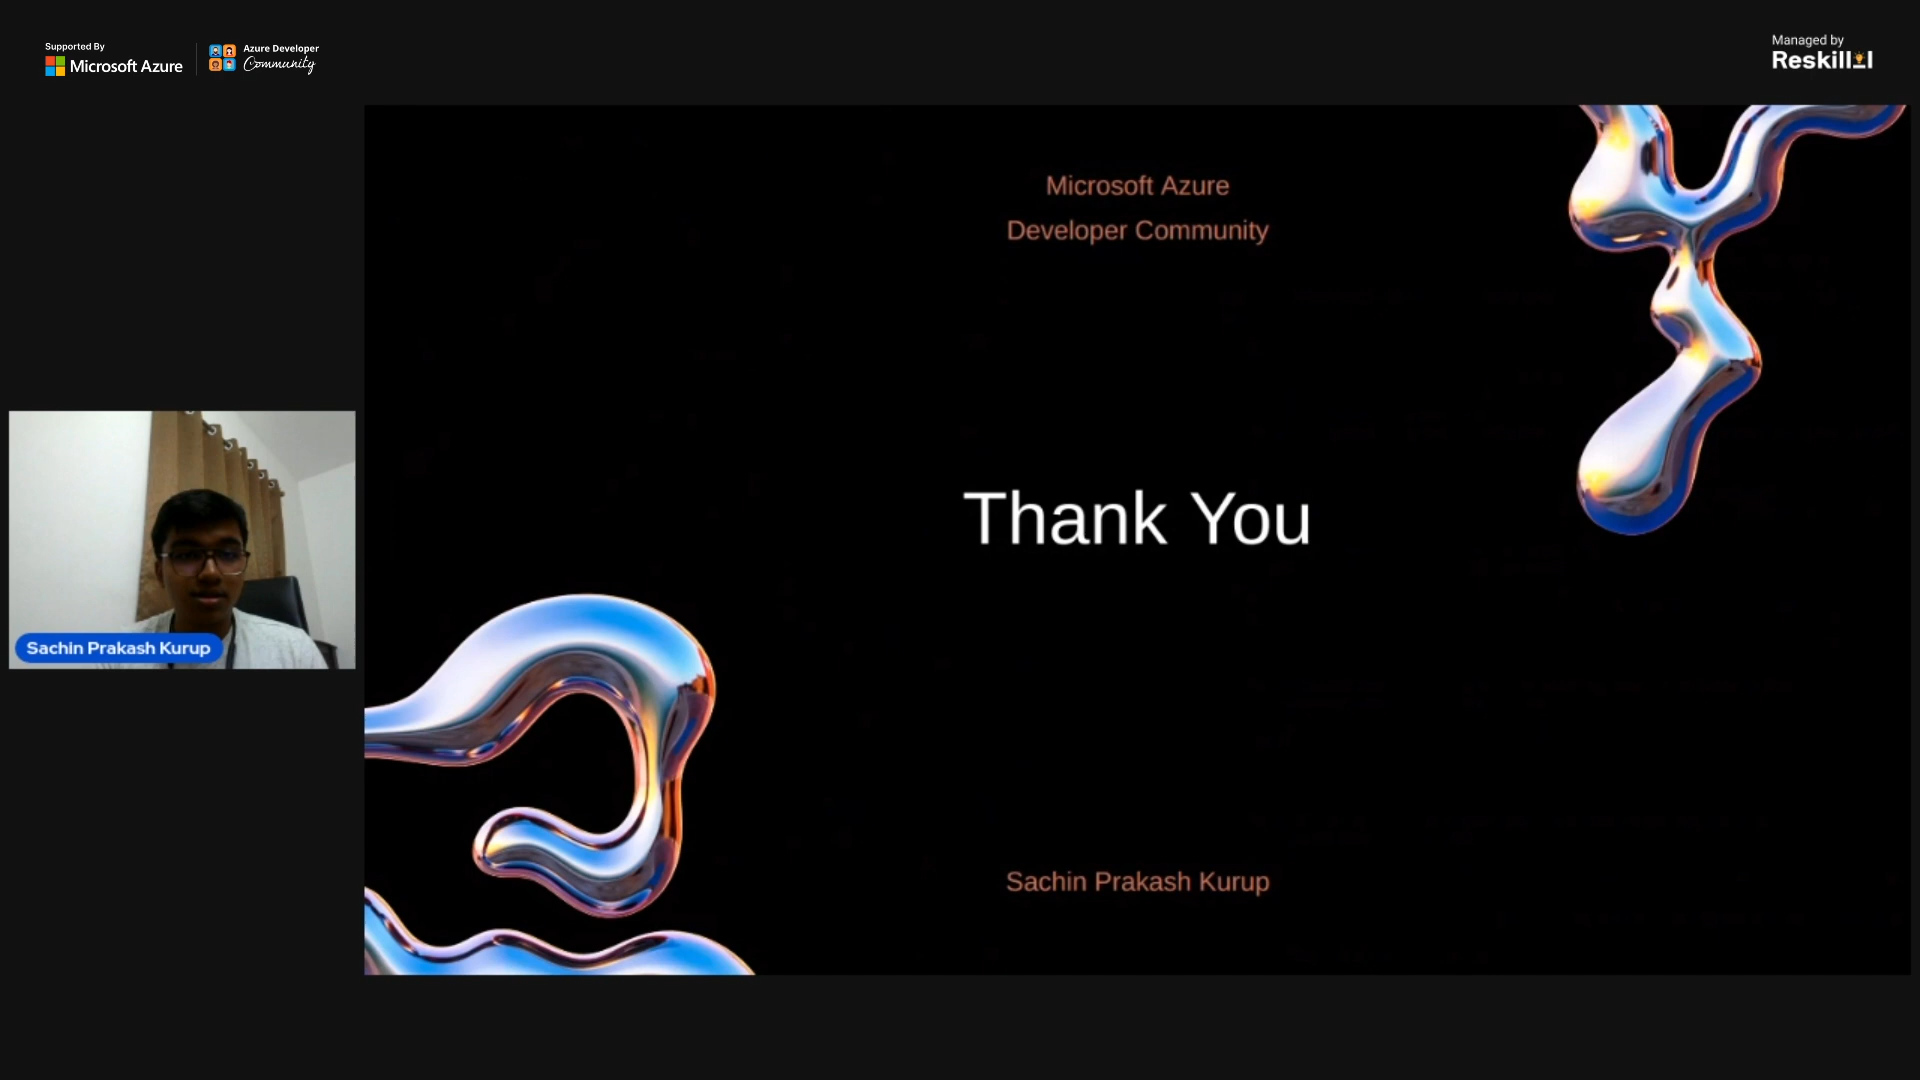 Supported By
Microsoft Azure
Azure Developer
Community
Managed by
Reskilll
Microsoft Azure
Developer Community
Thank You
Sachin Prakash Kurup
Sachin Prakash Kurup